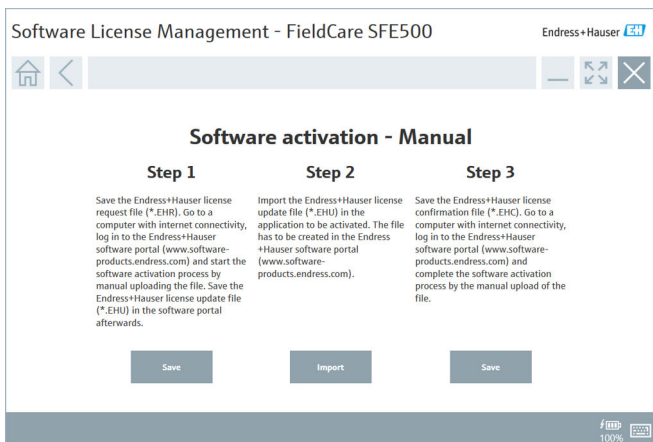 Software License Management - FieldCare SFE500
Endress+Hauser EH
Software activation - Manual
Step 1
Save the Endress+Hauser license
request file (*.EHR). Go to a
computer with internet connectivity,
log in to the Endress+Hauser
software portal (www.software-
products.endress.com) and start the
software activation process by
manual uploading the file. Save the
Endress+Hauser license update file
(*.EHU) in the software portal
afterwards.
Save
Step 2
Import the Endress+Hauser license
update file (*.EHU) in the
application to be activated. The file
has to be created in the Endress
+Hauser software portal
(www.software-
products.endress.com).
Import
Step 3
Save the Endress+Hauser license
confirmation file (*.EHC). Go to a
computer with internet connectivity,
log in to the Endress+Hauser
software portal (www.software-
products.endress.com) and
complete the software activation
process by the manual upload of the
file.
Save
100%